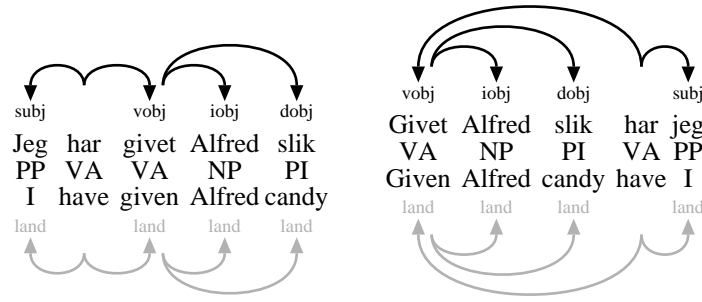 subj vobj iobj dobj
Jeg har givet Alfred slik
PP VA VA NP PI
I have given Alfred candy
land land land land
vobj iobj dobj subj
Givet Alfred slik har jeg
VA NP PI VA PP
Given Alfred candy have I
land land land land